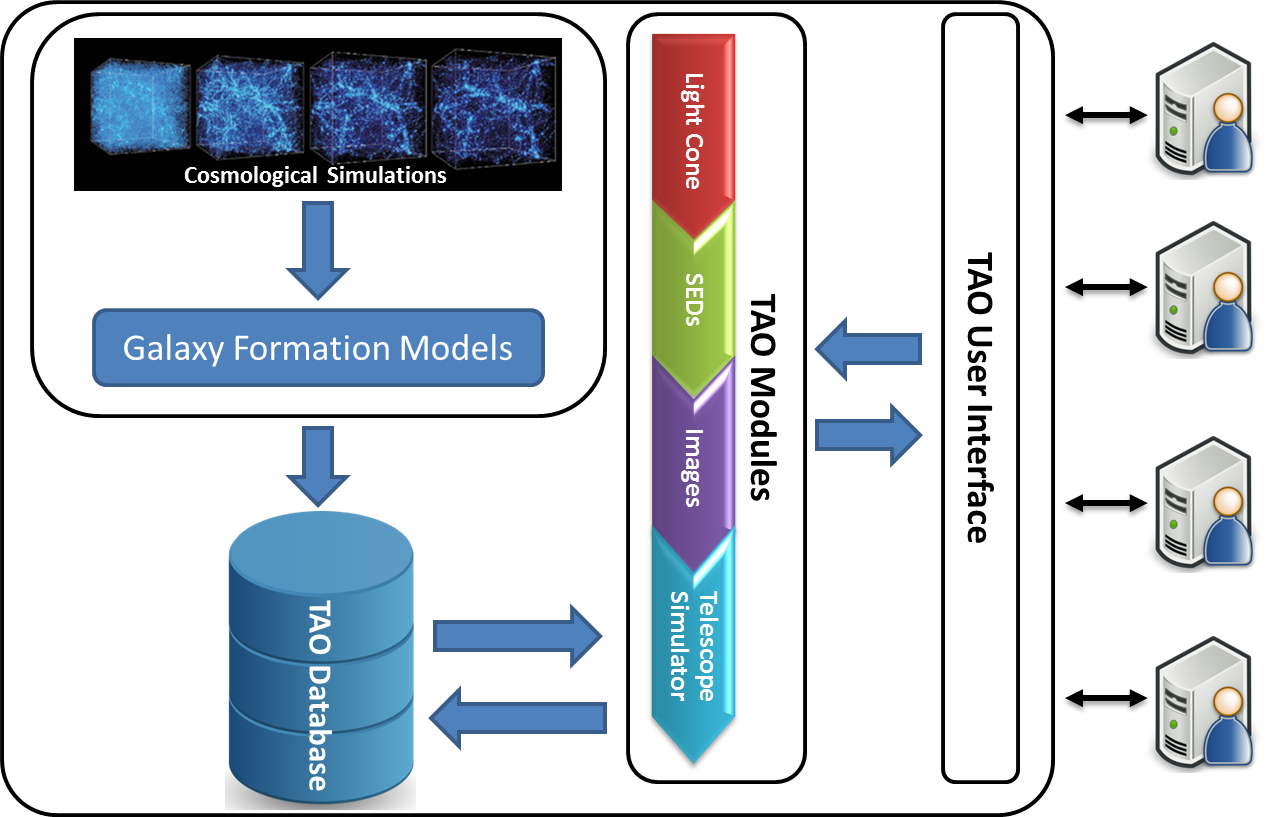 Cosmological Simulations
Galaxy Formation Models
TAO Database
Light Cone
SEDs
Images
Telescope
Simulator
TAO Modules
TAO User Interface